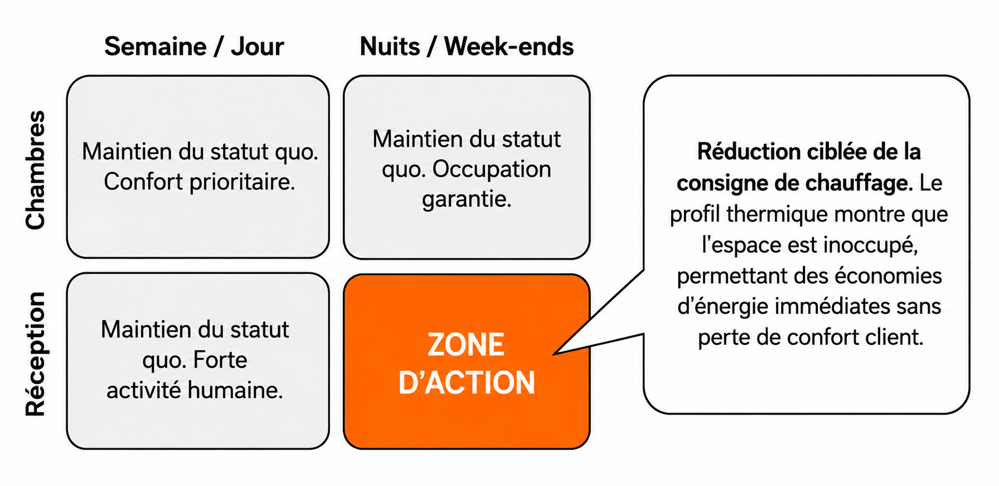 Semaine / Jour
Nuits / Week-ends
Chambres
Maintien du statut quo.
Confort prioritaire.
Maintien du statut
quo. Occupation
garantie.
Réception
Maintien du statut
quo. Forte
activité humaine.
ZONE
D’ACTION
Réduction ciblée de la
consigne de chauffage. Le
profil thermique montre que
l'espace est inoccupé,
permettant des économies
d'énergie immédiates sans
perte de confort client.